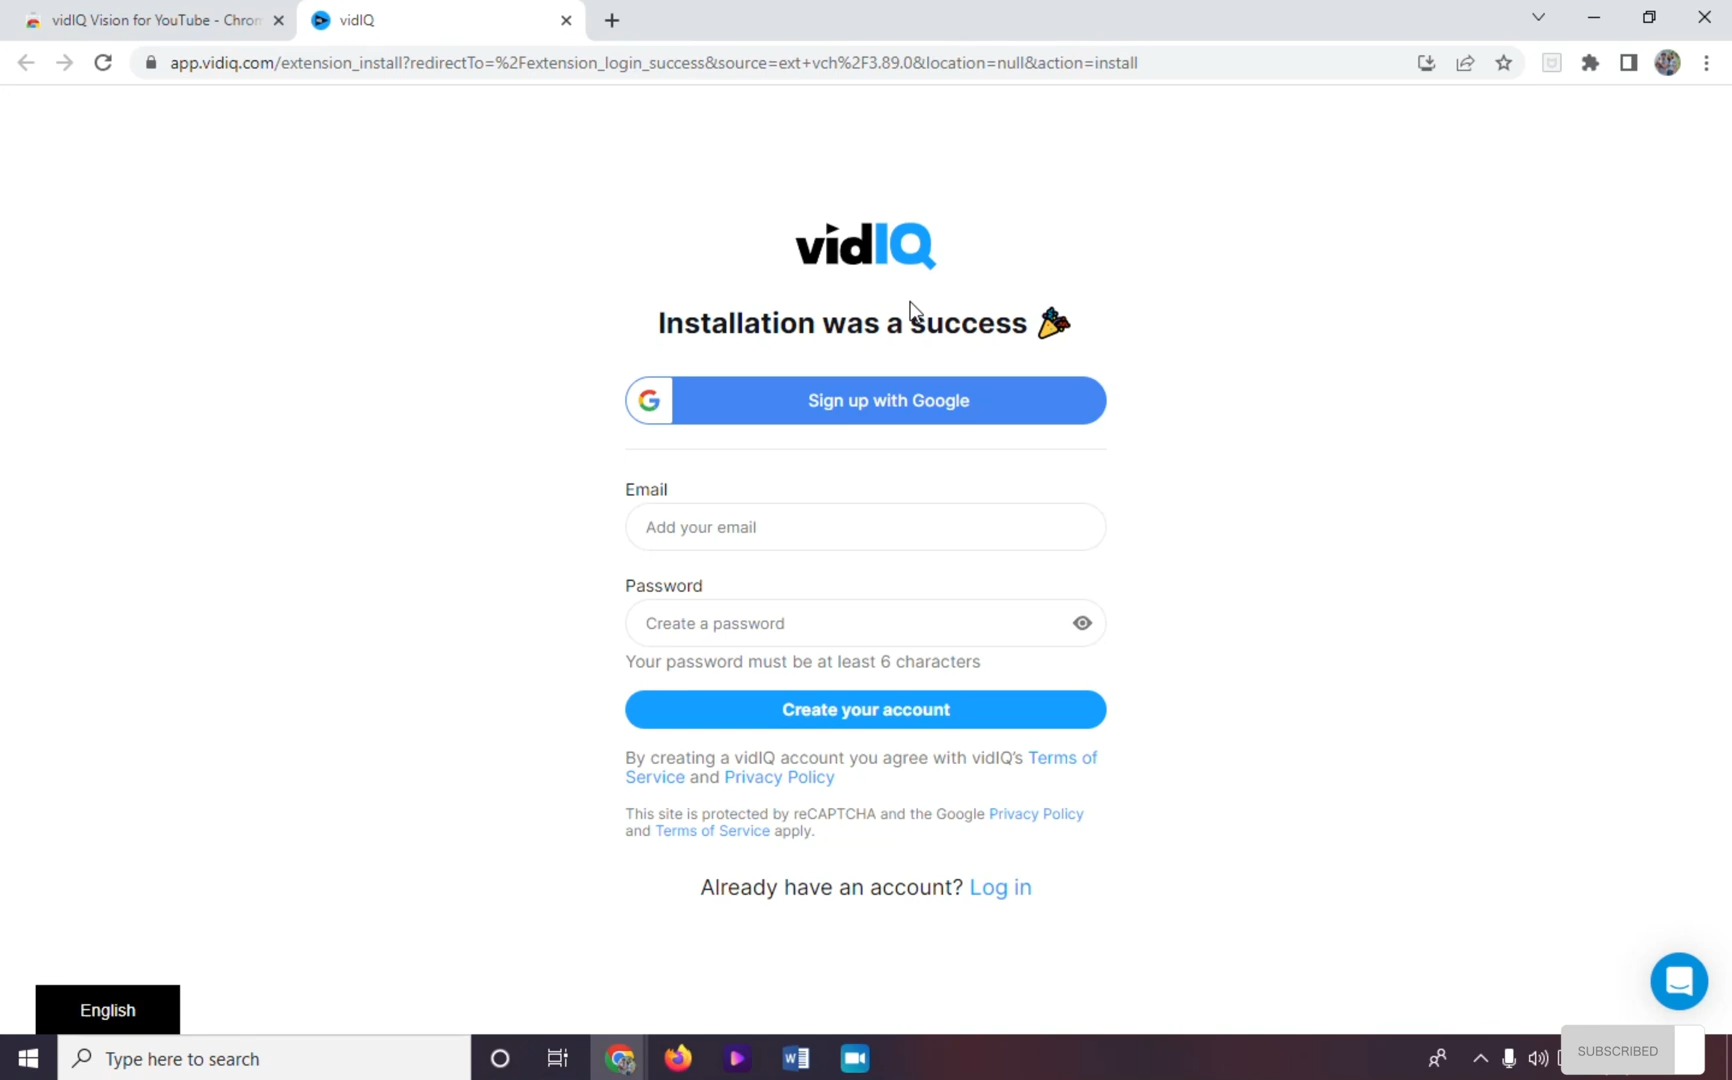 vidIQ Vision for YouTube - Chrom
vidIQ
app.vidiq.com/extension_install?redirectTo=%2Fextension_login_success&source=ext+vch%2F3.89.0&location=null&action=install
vidIQ
Installation was a success
Sign up with Google
Email
Add your email
Password
Create a password
Your password must be at least 6 characters
Create your account
By creating a vidIQ account you agree with vidIQ's Terms of
Service and Privacy Policy
This site is protected by reCAPTCHA and the Google Privacy Policy
and Terms of Service apply.
Already have an account? Log in
English
Type here to search
SUBSCRIBED